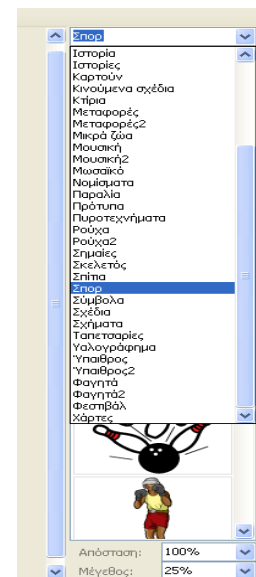 Σπορ
Ιστορία
Ιστορίες
Καρτούν
Κινούμενα σχέδια
Κτίρια
Μεταφορές
Μεταφορές2
Μικρά ζώα
Μουσική
Μουσική2
Μωσαϊκό
Νομίσματα
Παραλία
Πρότυπα
Πυροτεχνήματα
Ρούχα
Ρούχα2
Σημαίες
Σκελετός
Σπίτια
Σπορ
Σύμβολα
Σχέδια
Σχήματα
Ταπετσαρίες
Υαλογράφημα
Ύπαιθρος
Ύπαιθρος2
Φαγητά
Φαγητά2
Φεστιβάλ
Χάρτες
Απόσταση: 100%
Μέγεθος: 25%